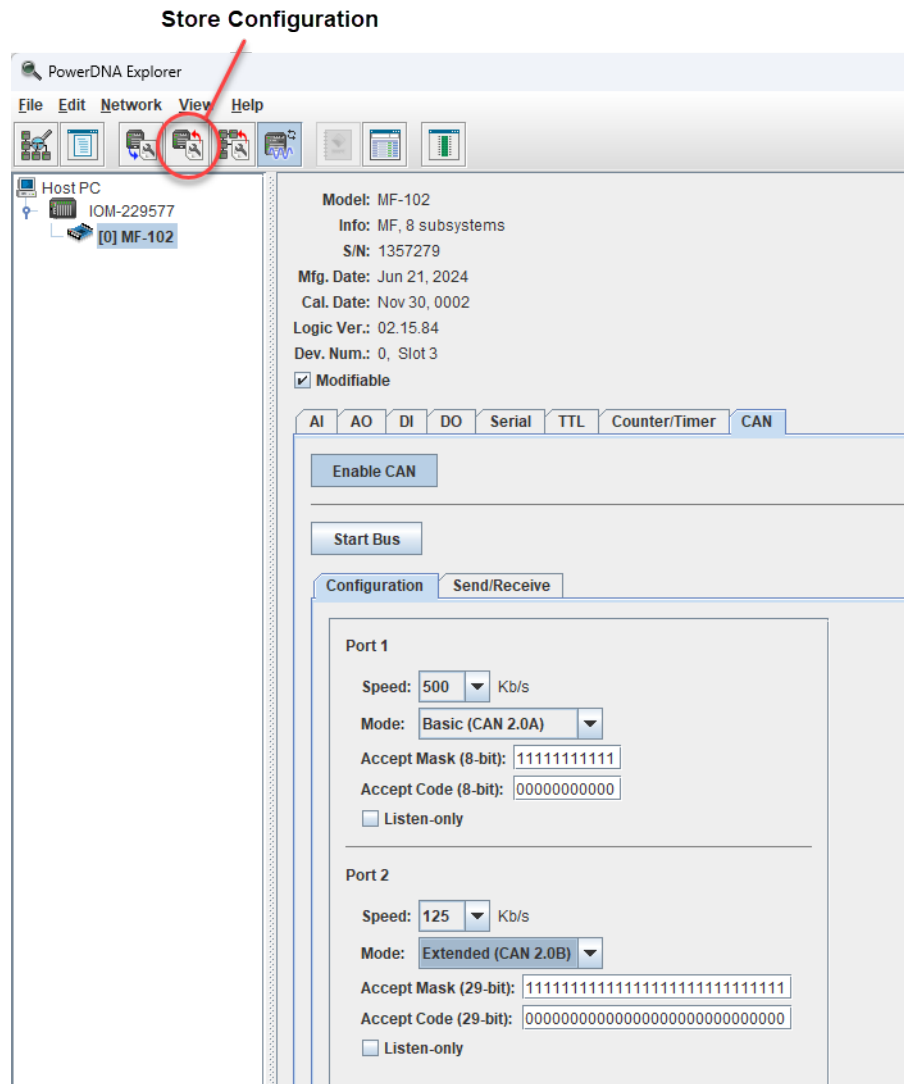 Store Configuration
PowerDNA Explorer
File Edit Network View Help
Host PC
IOM-229577
[0] MF-102
Model: MF-102
Info: MF, 8 subsystems
S/N: 1357279
Mfg. Date: Jun 21, 2024
Cal. Date: Nov 30, 0002
Logic Ver.: 02.15.84
Dev. Num.: 0, Slot 3
Modifiable
AI AO DI DO Serial TTL Counter/Timer CAN
Enable CAN
Start Bus
Configuration Send/Receive
Port 1
Speed: 500 Kb/s
Mode: Basic (CAN 2.0A)
Accept Mask (8-bit): 11111111111
Accept Code (8-bit): 00000000000
Listen-only
Port 2
Speed: 125 Kb/s
Mode: Extended (CAN 2.0B)
Accept Mask (29-bit): 11111111111111111111111111111
Accept Code (29-bit): 00000000000000000000000000000
Listen-only